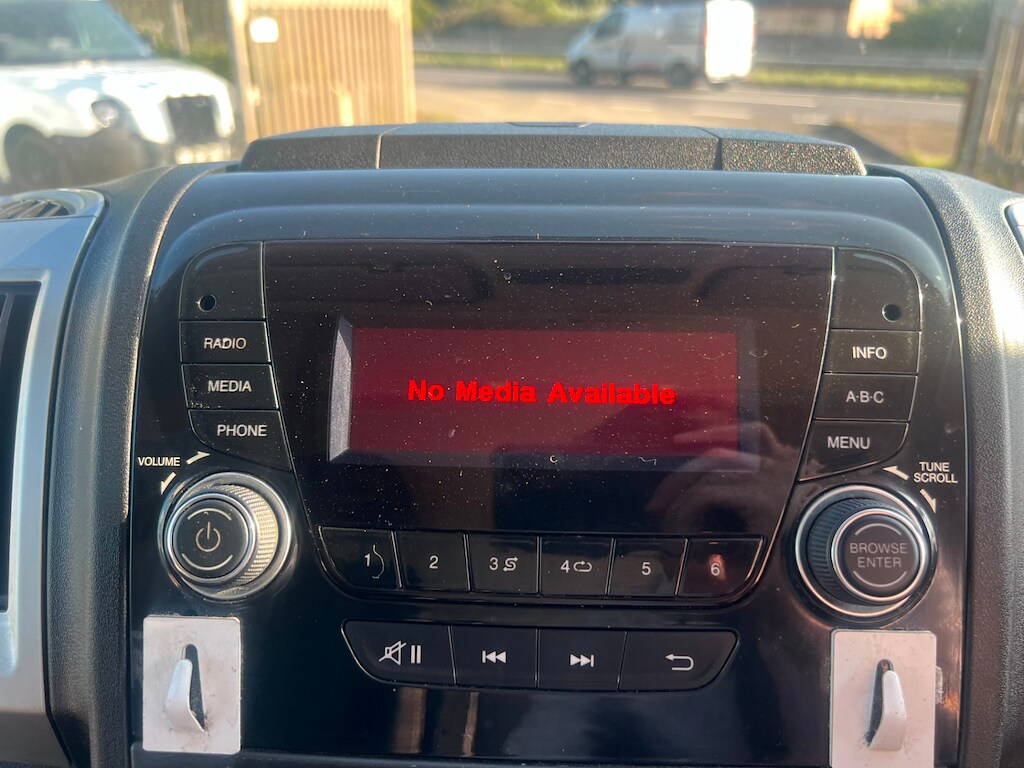 RADIO
MEDIA
PHONE
VOLUME
No Media Available
INFO
A·B·C
MENU
TUNE
SCROLL
1
2
3
4
5
6
BROWSE
ENTER